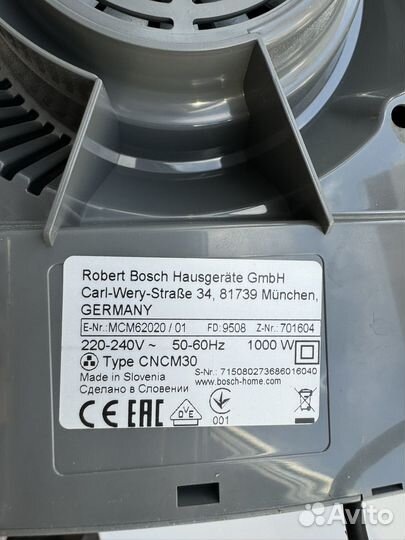 Robert Bosch Hausgeräte GmbH
Carl-Wery-Straße 34, 81739 München,
GERMANY
E-Nr.: MCM62020 / 01 FD: 9508 Z-Nr.: 701604
220-240V ~ 50-60Hz 1000 W
Type CNCM30
S-Nr.: 715080273686016040
Made in Slovenia www.bosch-home.com
Сделано в Словении
CE EAC OVE 001
Avito